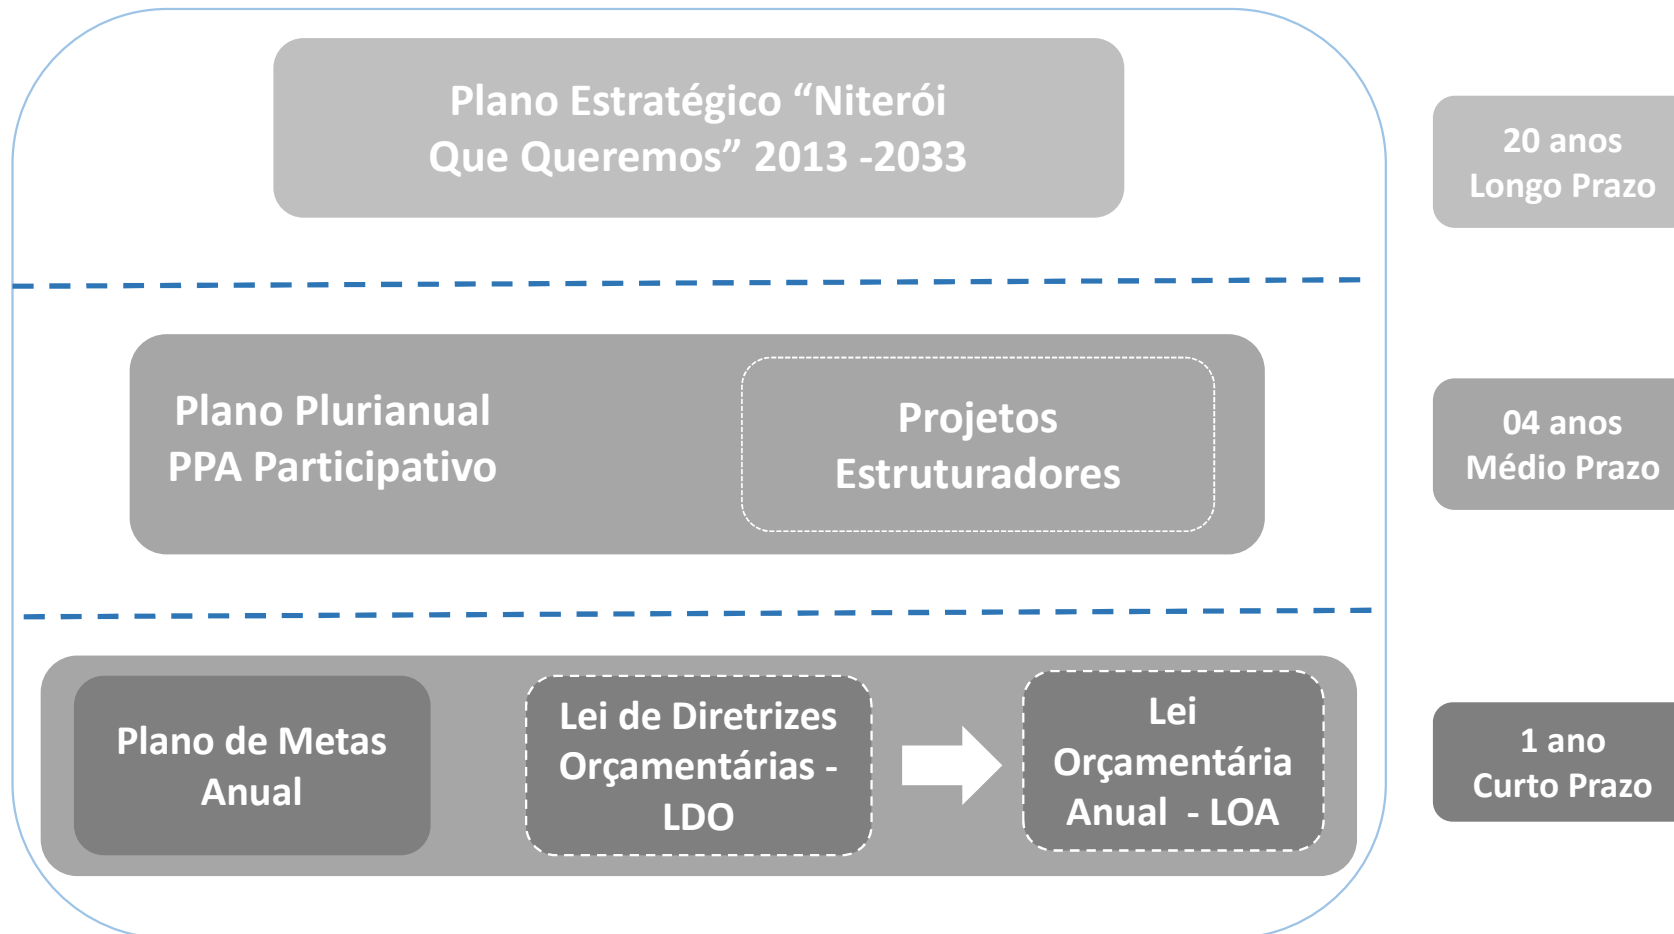 Plano Estratégico “Niterói
Que Queremos” 2013 -2033
20 anos
Longo Prazo
Plano Plurianual
PPA Participativo
Projetos
Estruturadores
04 anos
Médio Prazo
Plano de Metas
Anual
Lei de Diretrizes
Orçamentárias -
LDO
Lei
Orçamentária
Anual  - LOA
1 ano
Curto Prazo